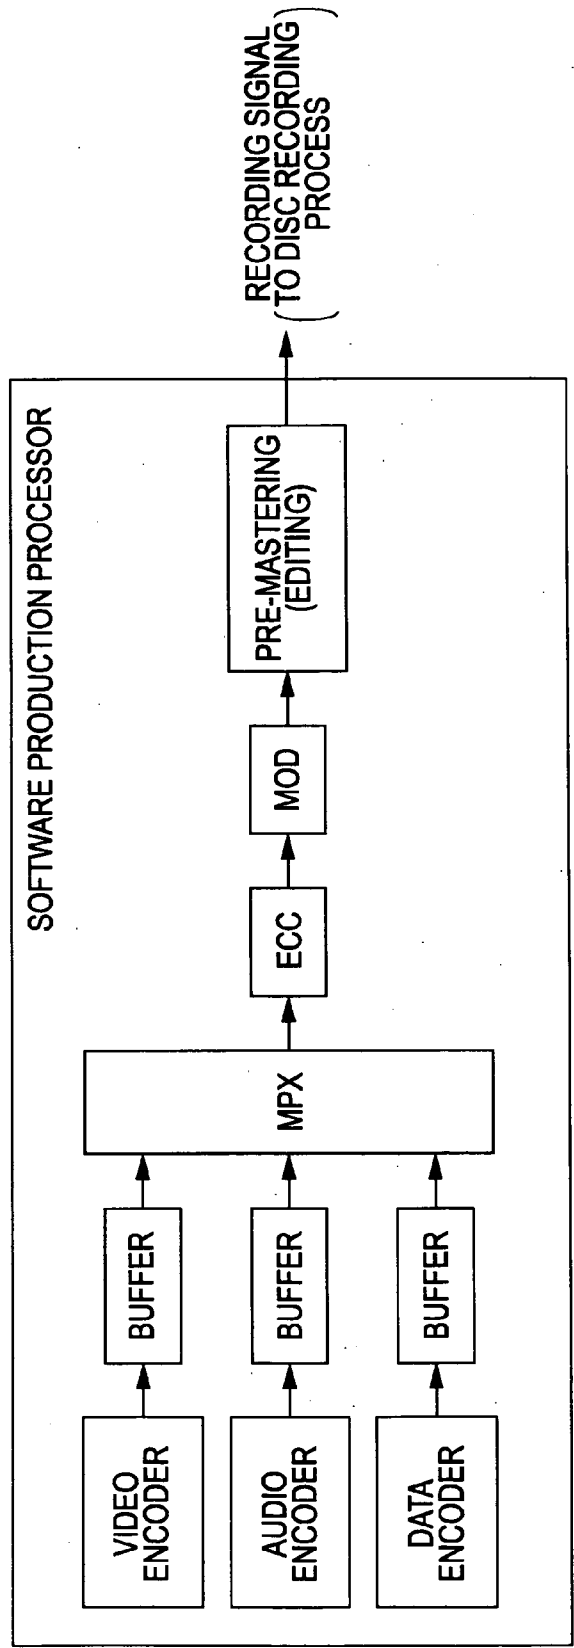 SOFTWARE PRODUCTION PROCESSOR
VIDEO
ENCODER
BUFFER
AUDIO
ENCODER
BUFFER
DATA
ENCODER
BUFFER
MPX
ECC
MOD
PRE-MASTERING
(EDITING)
RECORDING SIGNAL
TO DISC RECORDING
PROCESS